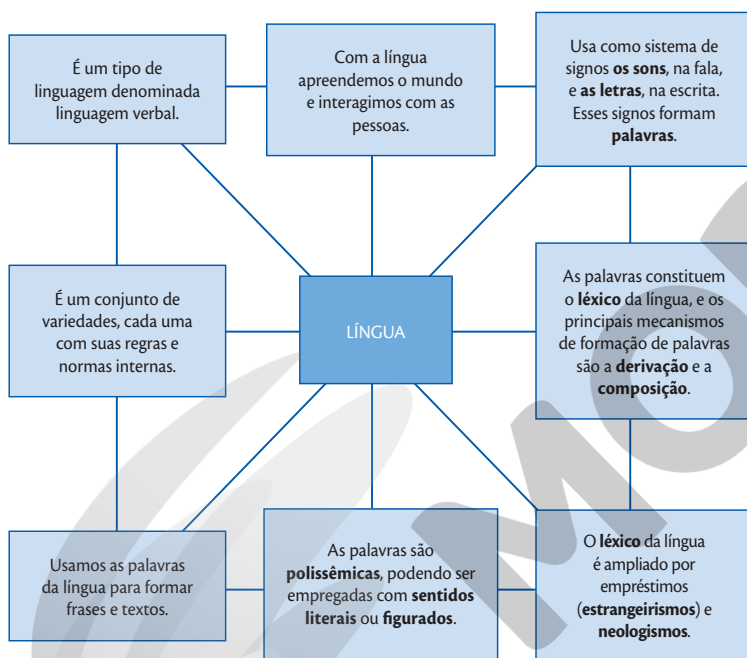 É um tipo de
linguagem denominada
linguagem verbal.
Com a língua
apreendemos o mundo
e interagimos com as
pessoas.
Usa como sistema de
signos os sons, na fala,
e as letras, na escrita.
Esses signos formam
palavras.
É um conjunto de
variedades, cada uma
com suas regras e
normas internas.
LÍNGUA
As palavras constituem
o léxico da língua, e os
principais mecanismos
de formação de palavras
são a derivação e a
composição.
Usamos as palavras
da língua para formar
frases e textos.
As palavras são
polissêmicas, podendo ser
empregadas com sentidos
literais ou figurados.
O léxico da língua
é ampliado por
empréstimos
(estrangeirismos) e
neologismos.